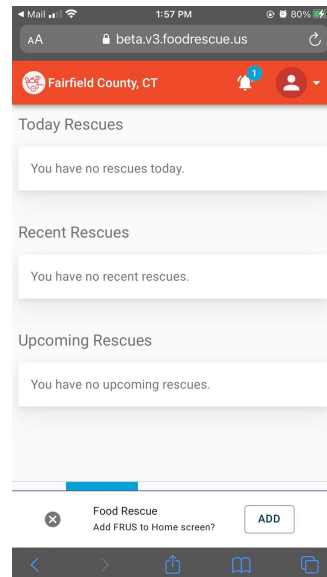 Mail
1:57 PM
80%
AA
beta.v3.foodrescue.us
Fairfield County, CT
1
Today Rescues
You have no rescues today.
Recent Rescues
You have no recent rescues.
Upcoming Rescues
You have no upcoming rescues.
Food Rescue
Add FRUS to Home screen?
ADD